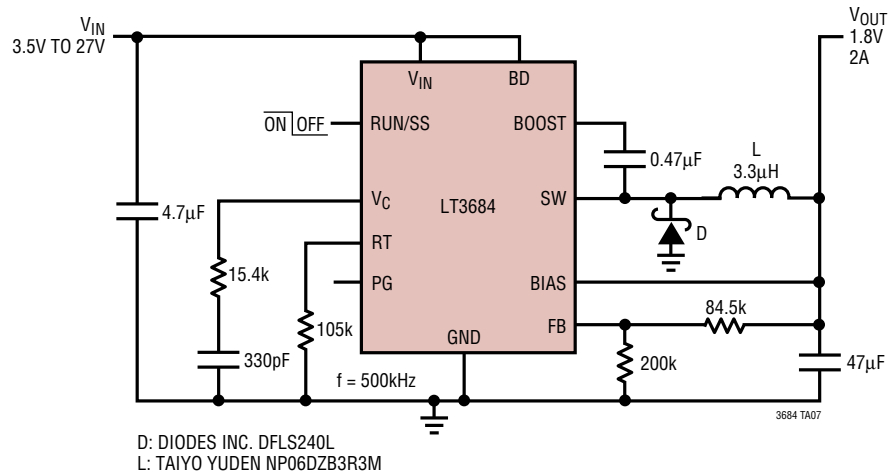 VIN
3.5V TO 27V
VOUT
1.8V
2A
VIN
BD
ON OFF
RUN/SS
BOOST
0.47µF
L
3.3µH
4.7µF
VC
LT3684
SW
D
RT
15.4k
PG
BIAS
84.5k
105k
FB
GND
330pF
f = 500kHz
200k
47µF
3684 TA07
D: DIODES INC. DFLS240L
L: TAIYO YUDEN NP06DZB3R3M